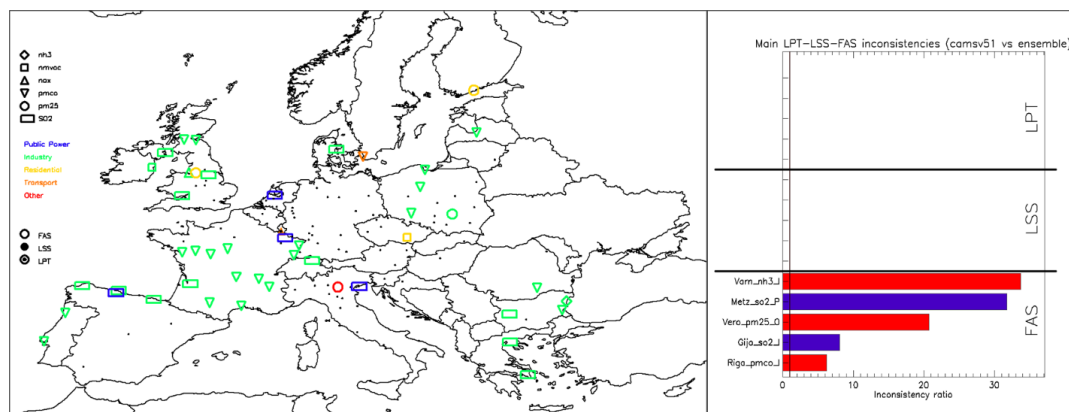 nh3
nmvoc
nox
pmco
pm25
SO2
Public Power
Industry
Residential
Transport
Other
FAS
LSS
LPT
Main LPT-LSS-FAS inconsistencies (camsv51 vs ensemble)
LPT
LSS
FAS
Varn_nh3_I
Metz_so2_P
Vero_pm25_O
Gijo_so2_I
Riga_pmco_I
0 10 20 30
Inconsistency ratio